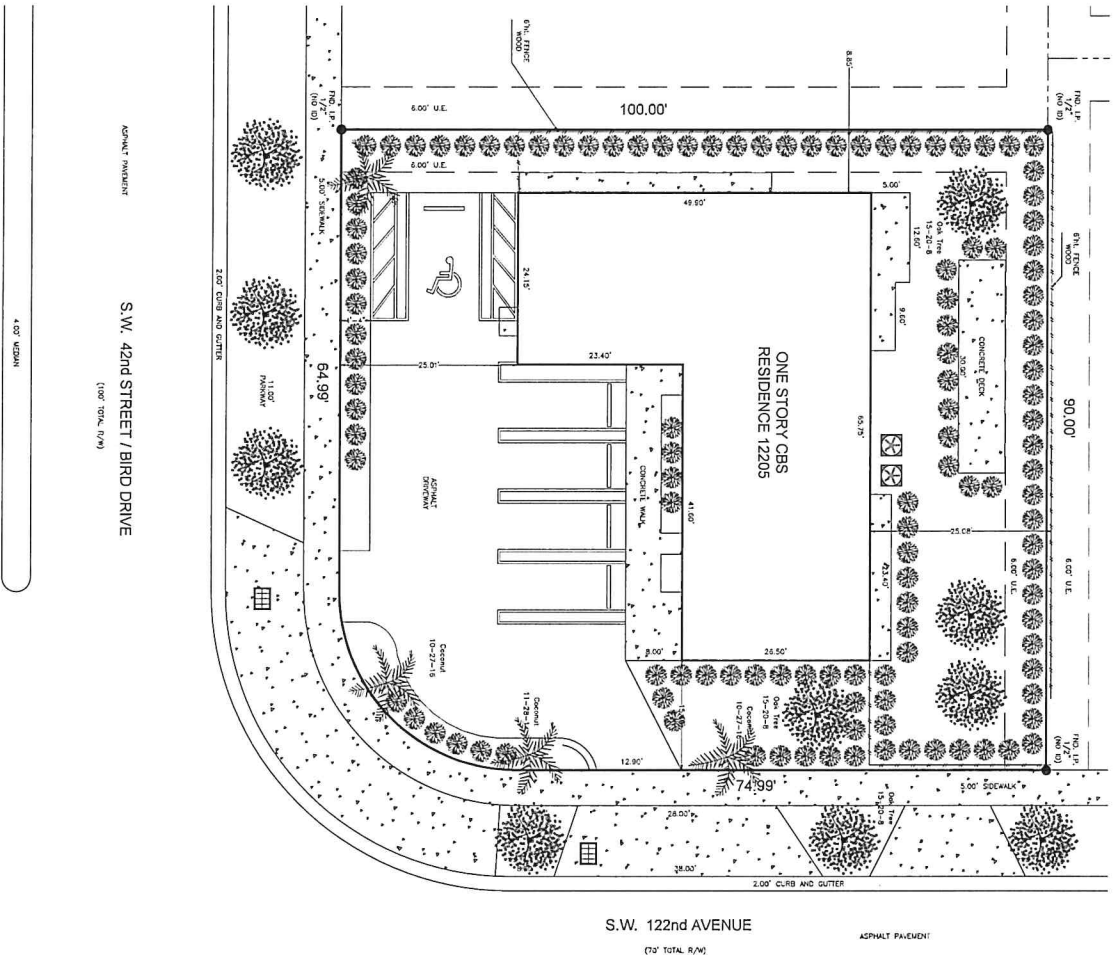 6'ht. FENCE
WOOD
8.85'
FND. I.P.
1/2"
(NO ID)
6.00' U.E.
100.00'
FND. I.P.
1/2"
(NO ID)
6.00' U.E.
ASPHALT PAVEMENT
5.00' SIDEWALK
49.90'
5.00'
12.60'
Oak Tree
15-20-8
6'ht. FENCE
WOOD
24.15'
9.60'
CONCRETE DECK
30.90'
2.00' CURB AND GUTTER
S.W. 42nd STREET / BIRD DRIVE
(100' TOTAL R/W)
4.00' MEDIAN
11.00'
PARKWAY
64.99'
25.01'
23.40'
ONE STORY CBS
RESIDENCE 12205
65.75'
90.00'
ASPHALT
DRIVEWAY
CONCRETE WALK
41.60'
25.08'
23.40'
6.00' U.E.
6.00' U.E.
Coconut
10-27-16
8.00'
26.50'
Coconut
11-28-1
Coconut
10-27-16
Oak Tree
15-20-8
FND. I.P.
1/2"
(NO ID)
12.90'
74.99'
5.00' SIDEWALK
28.00'
Oak Tree
15-20-8
38.00'
2.00' CURB AND GUTTER
S.W. 122nd AVENUE
(70' TOTAL R/W)
ASPHALT PAVEMENT